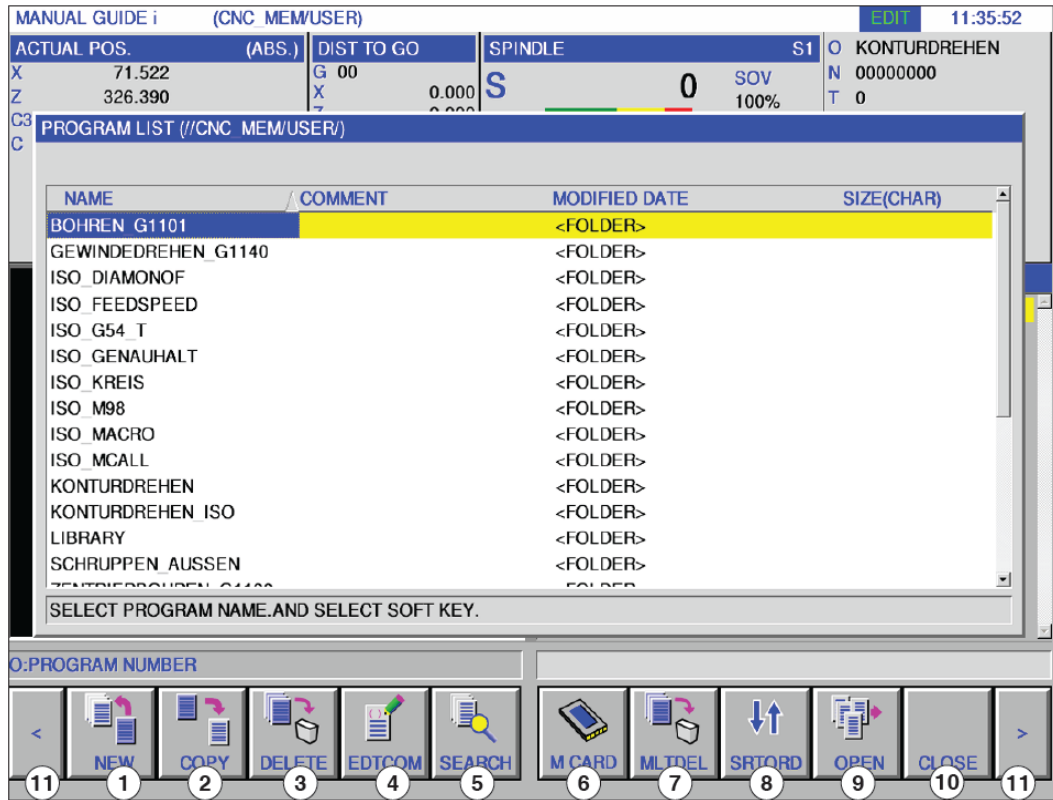 MANUAL GUIDE i (CNC_MEM/USER) EDIT 11:35:52
ACTUAL POS. (ABS.) DIST TO GO SPINDLE S1 O KONTURDREHEN
X 71.522 G 00 S 0 SOV N 00000000
Z 326.390 X 0.000 100% T 0
C3
C
PROGRAM LIST (//CNC_MEM/USER/)
NAME COMMENT MODIFIED DATE SIZE(CHAR)
BOHREN_G1101 <FOLDER>
GEWINDEDREHEN_G1140 <FOLDER>
ISO_DIAMONOF <FOLDER>
ISO_FEEDSPEED <FOLDER>
ISO_G54_T <FOLDER>
ISO_GENAUHALT <FOLDER>
ISO_KREIS <FOLDER>
ISO_M98 <FOLDER>
ISO_MACRO <FOLDER>
ISO_MCALL <FOLDER>
KONTURDREHEN <FOLDER>
KONTURDREHEN_ISO <FOLDER>
LIBRARY <FOLDER>
SCHRUPPEN_AUSSEN <FOLDER>
SELECT PROGRAM NAME.AND SELECT SOFT KEY.
O:PROGRAM NUMBER
< NEW COPY DELETE EDTCOM SEARCH M CARD MLTDEL SRTORD OPEN CLOSE >
11 1 2 3 4 5 6 7 8 9 10 11